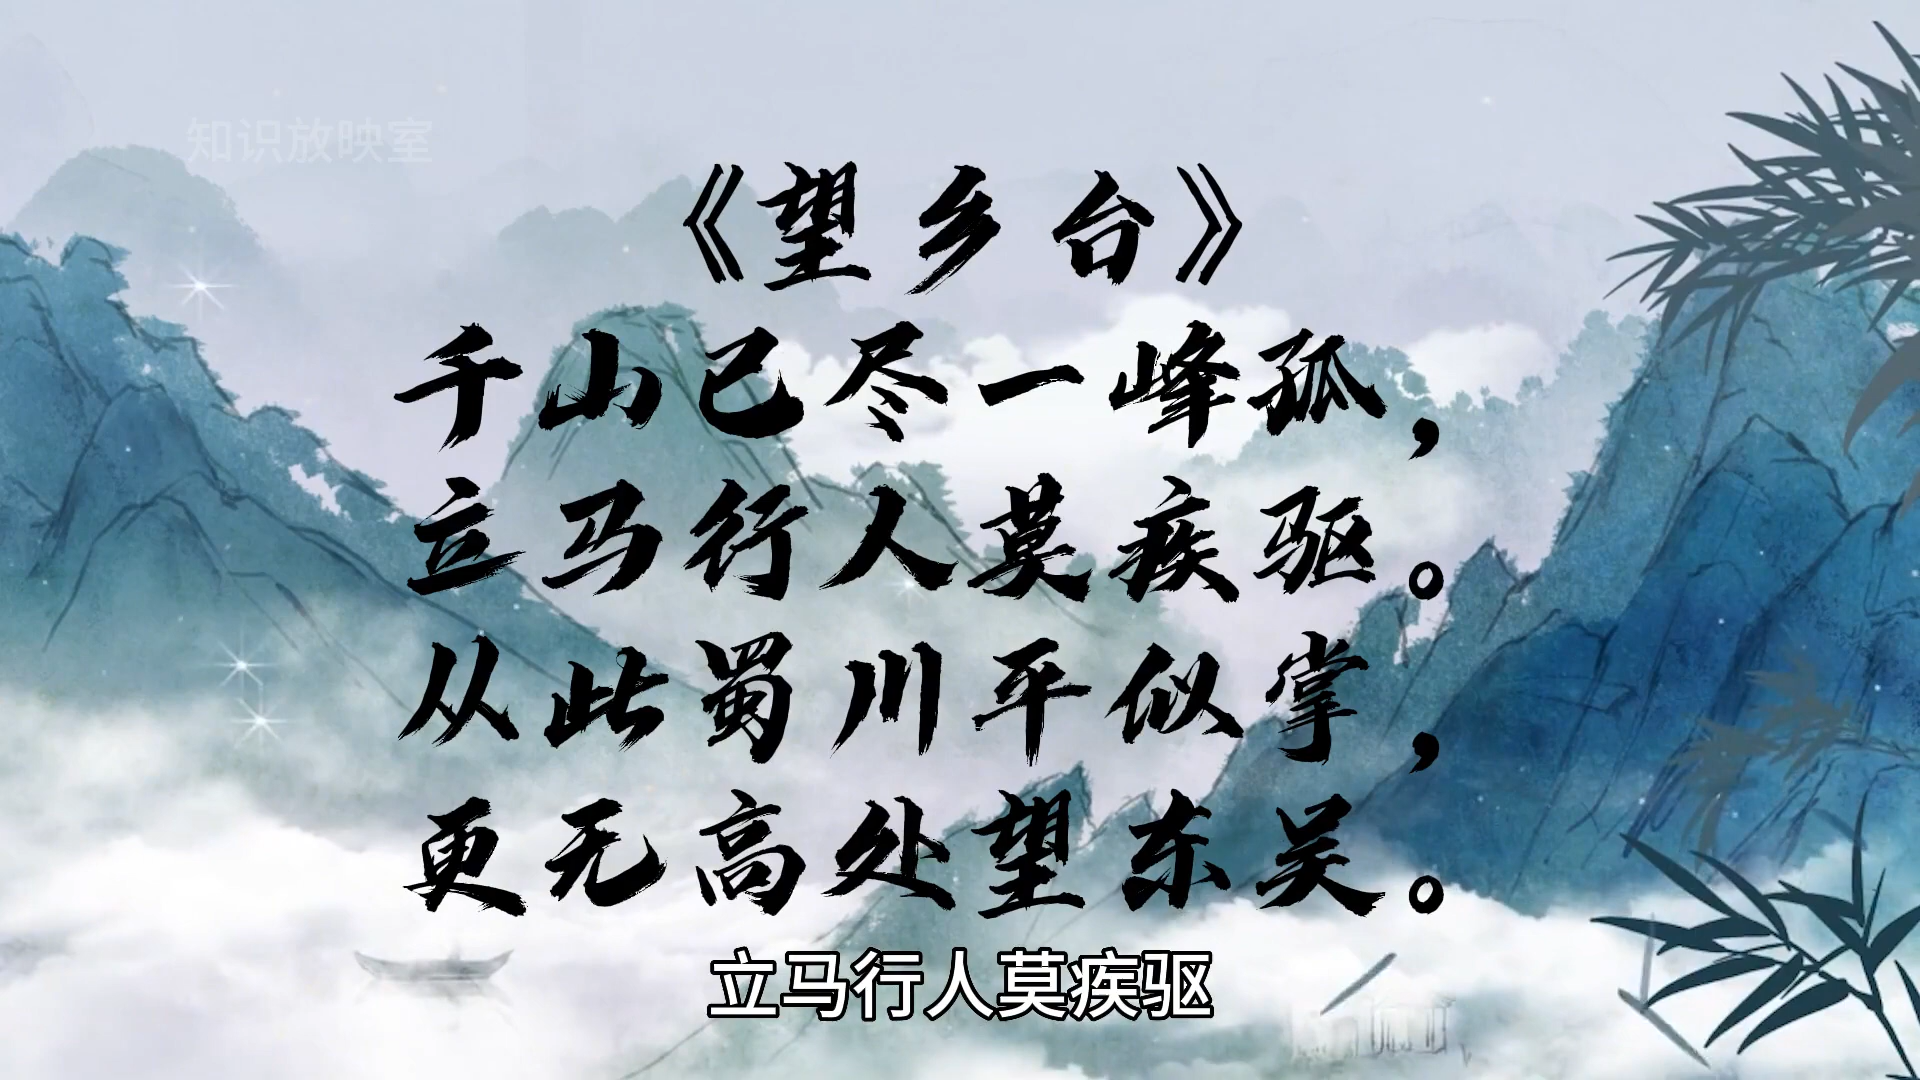 知识放映室
《望乡台》
千山已尽一峰孤，
立马行人莫疾驱。
从此蜀川平似掌，
更无高处望东吴。
立马行人莫疾驱